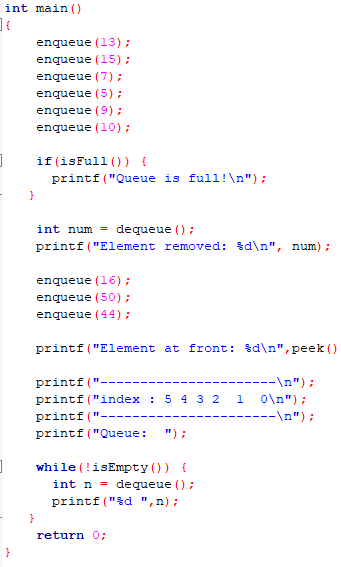 int main()
{
    enqueue(13);
    enqueue(15);
    enqueue(7);
    enqueue(5);
    enqueue(9);
    enqueue(10);

    if(isFull()) {
      printf("Queue is full!\n");
    }

    int num = dequeue();
    printf("Element removed: %d\n", num);

    enqueue(16);
    enqueue(50);
    enqueue(44);

    printf("Element at front: %d\n",peek()

    printf("----------------------\n");
    printf("index : 5 4 3 2  1  0\n");
    printf("----------------------\n");
    printf("Queue:  ");

    while(!isEmpty()) {
      int n = dequeue();
      printf("%d ",n);
    }
    return 0;
}